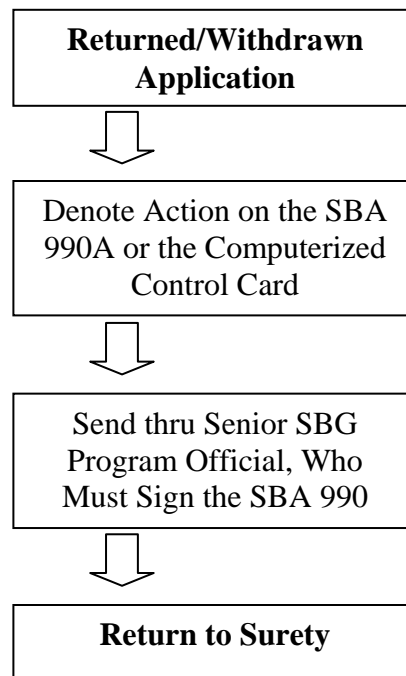 Returned/Withdrawn
Application
Denote Action on the SBA
990A or the Computerized
Control Card
Send thru Senior SBG
Program Official, Who
Must Sign the SBA 990
Return to Surety